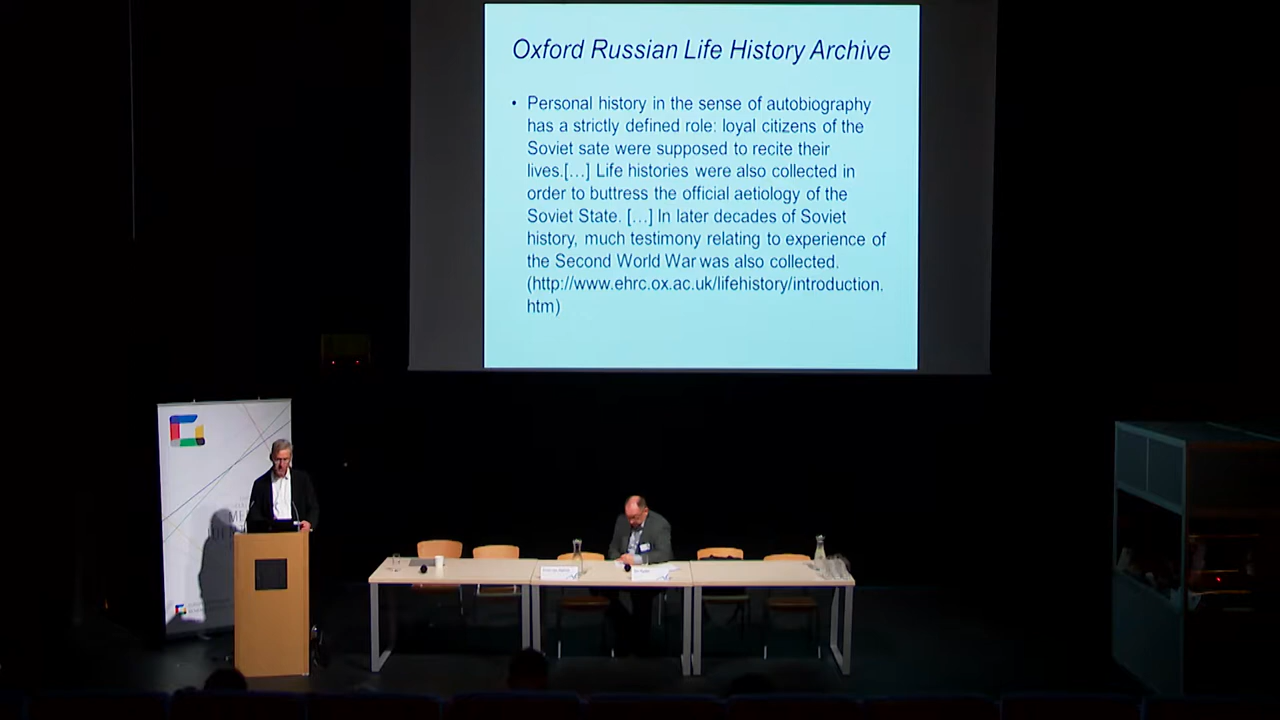 Oxford Russian Life History Archive
• Personal history in the sense of autobiography
has a strictly defined role: loyal citizens of the
Soviet sate were supposed to recite their
lives.[…] Life histories were also collected in
order to buttress the official aetiology of the
Soviet State. […] In later decades of Soviet
history, much testimony relating to experience of
the Second World War was also collected.
(http://www.ehrc.ox.ac.uk/lifehistory/introduction.
htm)